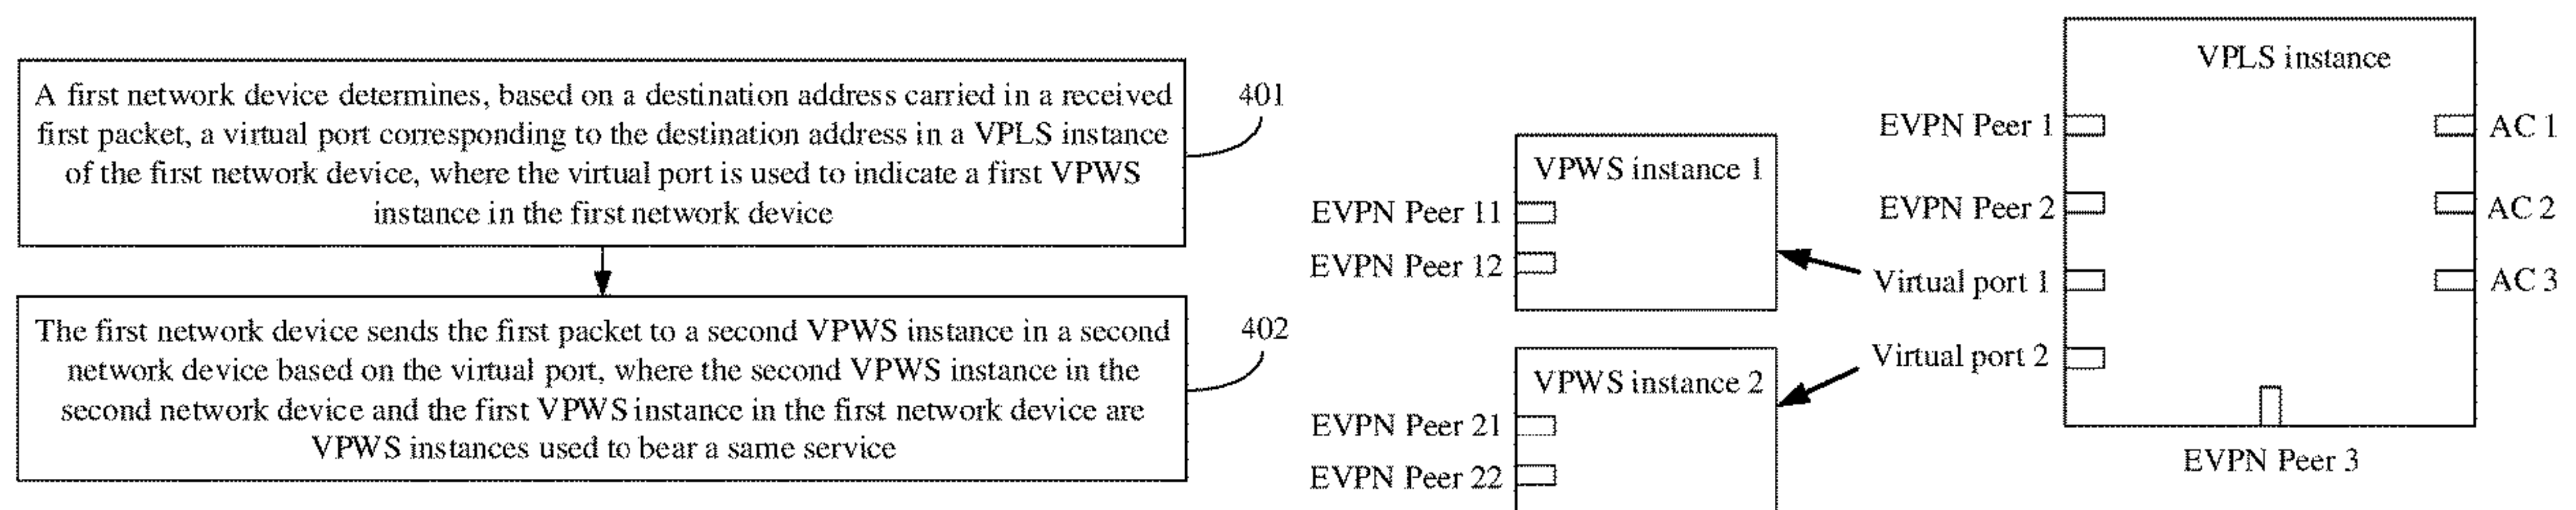 A first network device determines, based on a destination address carried in a received
first packet, a virtual port corresponding to the destination address in a VPLS instance
of the first network device, where the virtual port is used to indicate a first VPWS
instance in the first network device
401
The first network device sends the first packet to a second VPWS instance in a second
network device based on the virtual port, where the second VPWS instance in the
second network device and the first VPWS instance in the first network device are
VPWS instances used to bear a same service
402
VPWS instance 1
EVPN Peer 11
EVPN Peer 12
VPWS instance 2
EVPN Peer 21
EVPN Peer 22
VPLS instance
EVPN Peer 1
EVPN Peer 2
Virtual port 1
Virtual port 2
AC 1
AC 2
AC 3
EVPN Peer 3